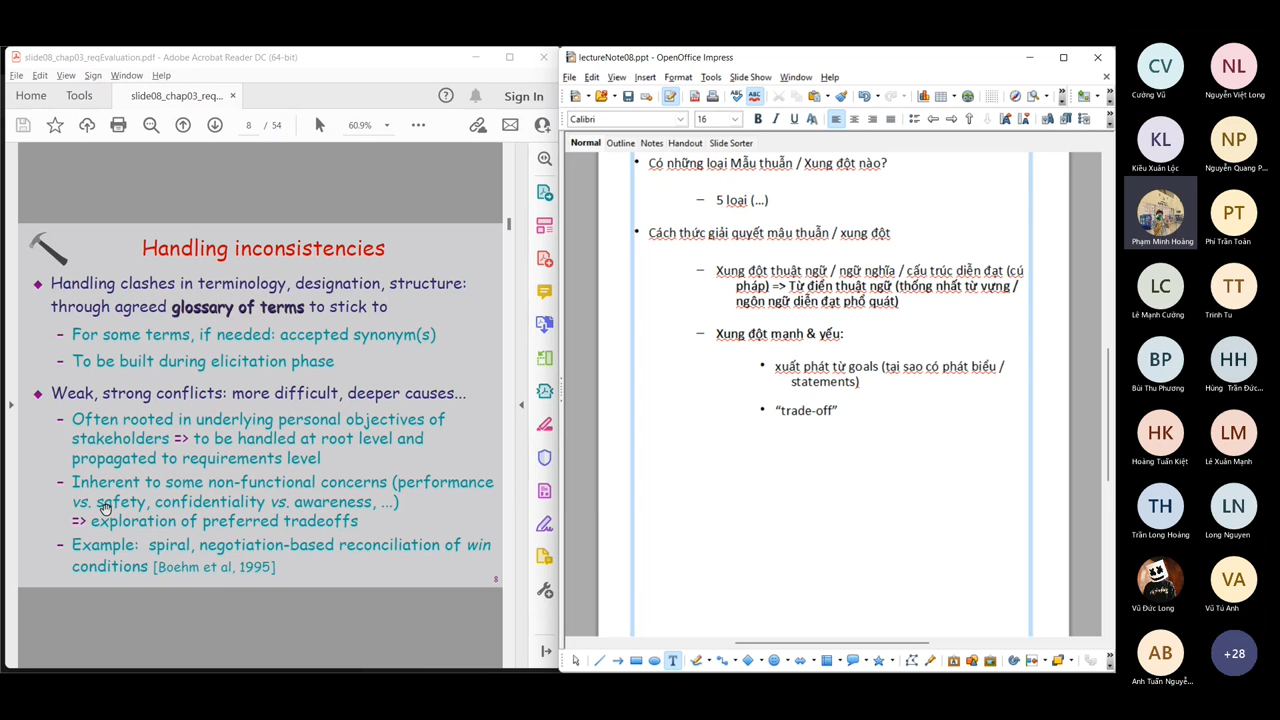 slide08_chap03_reqEvaluation.pdf - Adobe Acrobat Reader DC (64-bit)
File Edit View Sign Window Help
Home Tools slide08_chap03_req... × Sign In
8 / 54 60.9%
Handling inconsistencies
Handling clashes in terminology, designation, structure:
through agreed glossary of terms to stick to
– For some terms, if needed: accepted synonym(s)
– To be built during elicitation phase
Weak, strong conflicts: more difficult, deeper causes...
– Often rooted in underlying personal objectives of
stakeholders => to be handled at root level and
propagated to requirements level
– Inherent to some non-functional concerns (performance
vs. safety, confidentiality vs. awareness, ...)
=> exploration of preferred tradeoffs
– Example: spiral, negotiation-based reconciliation of win
conditions [Boehm et al, 1995]
8
lectureNote08.ppt - OpenOffice Impress
File Edit View Insert Format Tools Slide Show Window Help
Calibri 16
Normal Outline Notes Handout Slide Sorter
• Có những loại Mẫu thuẫn / Xung đột nào?
– 5 loại (...)
• Cách thức giải quyết mâu thuẫn / xung đột
– Xung đột thuật ngữ / ngữ nghĩa / cấu trúc diễn đạt (cú
pháp) => Từ điển thuật ngữ (thống nhất từ vựng /
ngôn ngữ diễn đạt phổ quát)
– Xung đột mạnh & yếu:
• xuất phát từ goals (tại sao có phát biểu /
statements)
• “trade-off”
CV NL
Cường Vũ Nguyễn Việt Long
KL NP
Kiều Xuân Lộc Nguyễn Quang P...
PT
Phạm Minh Hoàng Phí Trần Toàn
LC TT
Lê Mạnh Cường Trinh Tu
BP HH
Bùi Thu Phương Hùng Trần Đức...
HK LM
Hoàng Tuấn Kiệt Lê Xuân Mạnh
TH LN
Trần Long Hoàng Long Nguyen
VA
Vũ Đức Long Vũ Tú Anh
AB +28
Anh Tuấn Nguyễ...